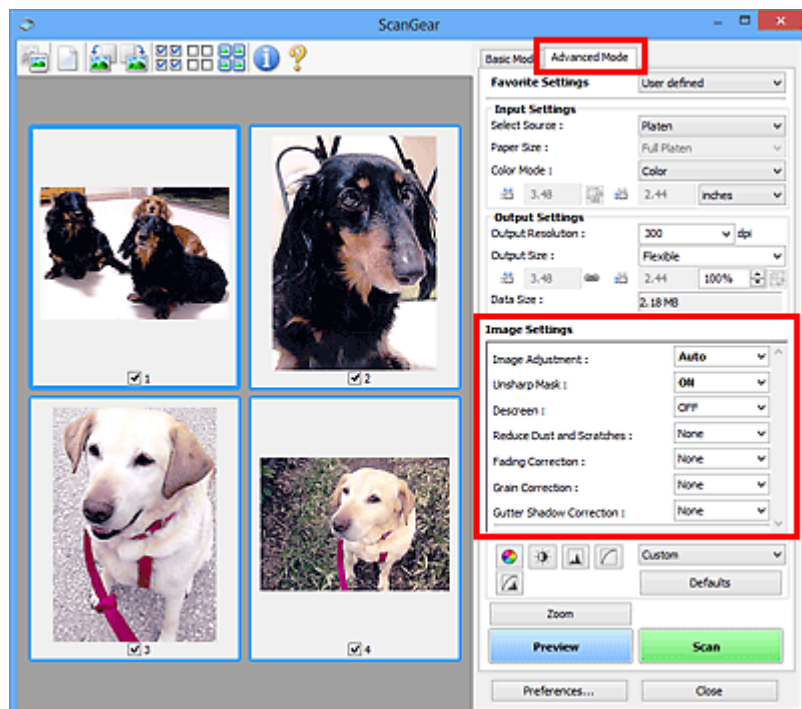 ScanGear
Basic Mode Advanced Mode
Favorite Settings User defined
Input Settings
Select Source : Platen
Paper Size : Full Platen
Color Mode : Color
3.48 2.44 inches
Output Settings
Output Resolution : 300 dpi
Output Size : Flexible
3.48 2.44 100%
Data Size : 2.18 MB
Image Settings
Image Adjustment : Auto
Unsharp Mask : ON
Descreen : OFF
Reduce Dust and Scratches : None
Fading Correction : None
Grain Correction : None
Gutter Shadow Correction : None
Custom
Defaults
Zoom
Preview Scan
Preferences... Close
1
2
3
4